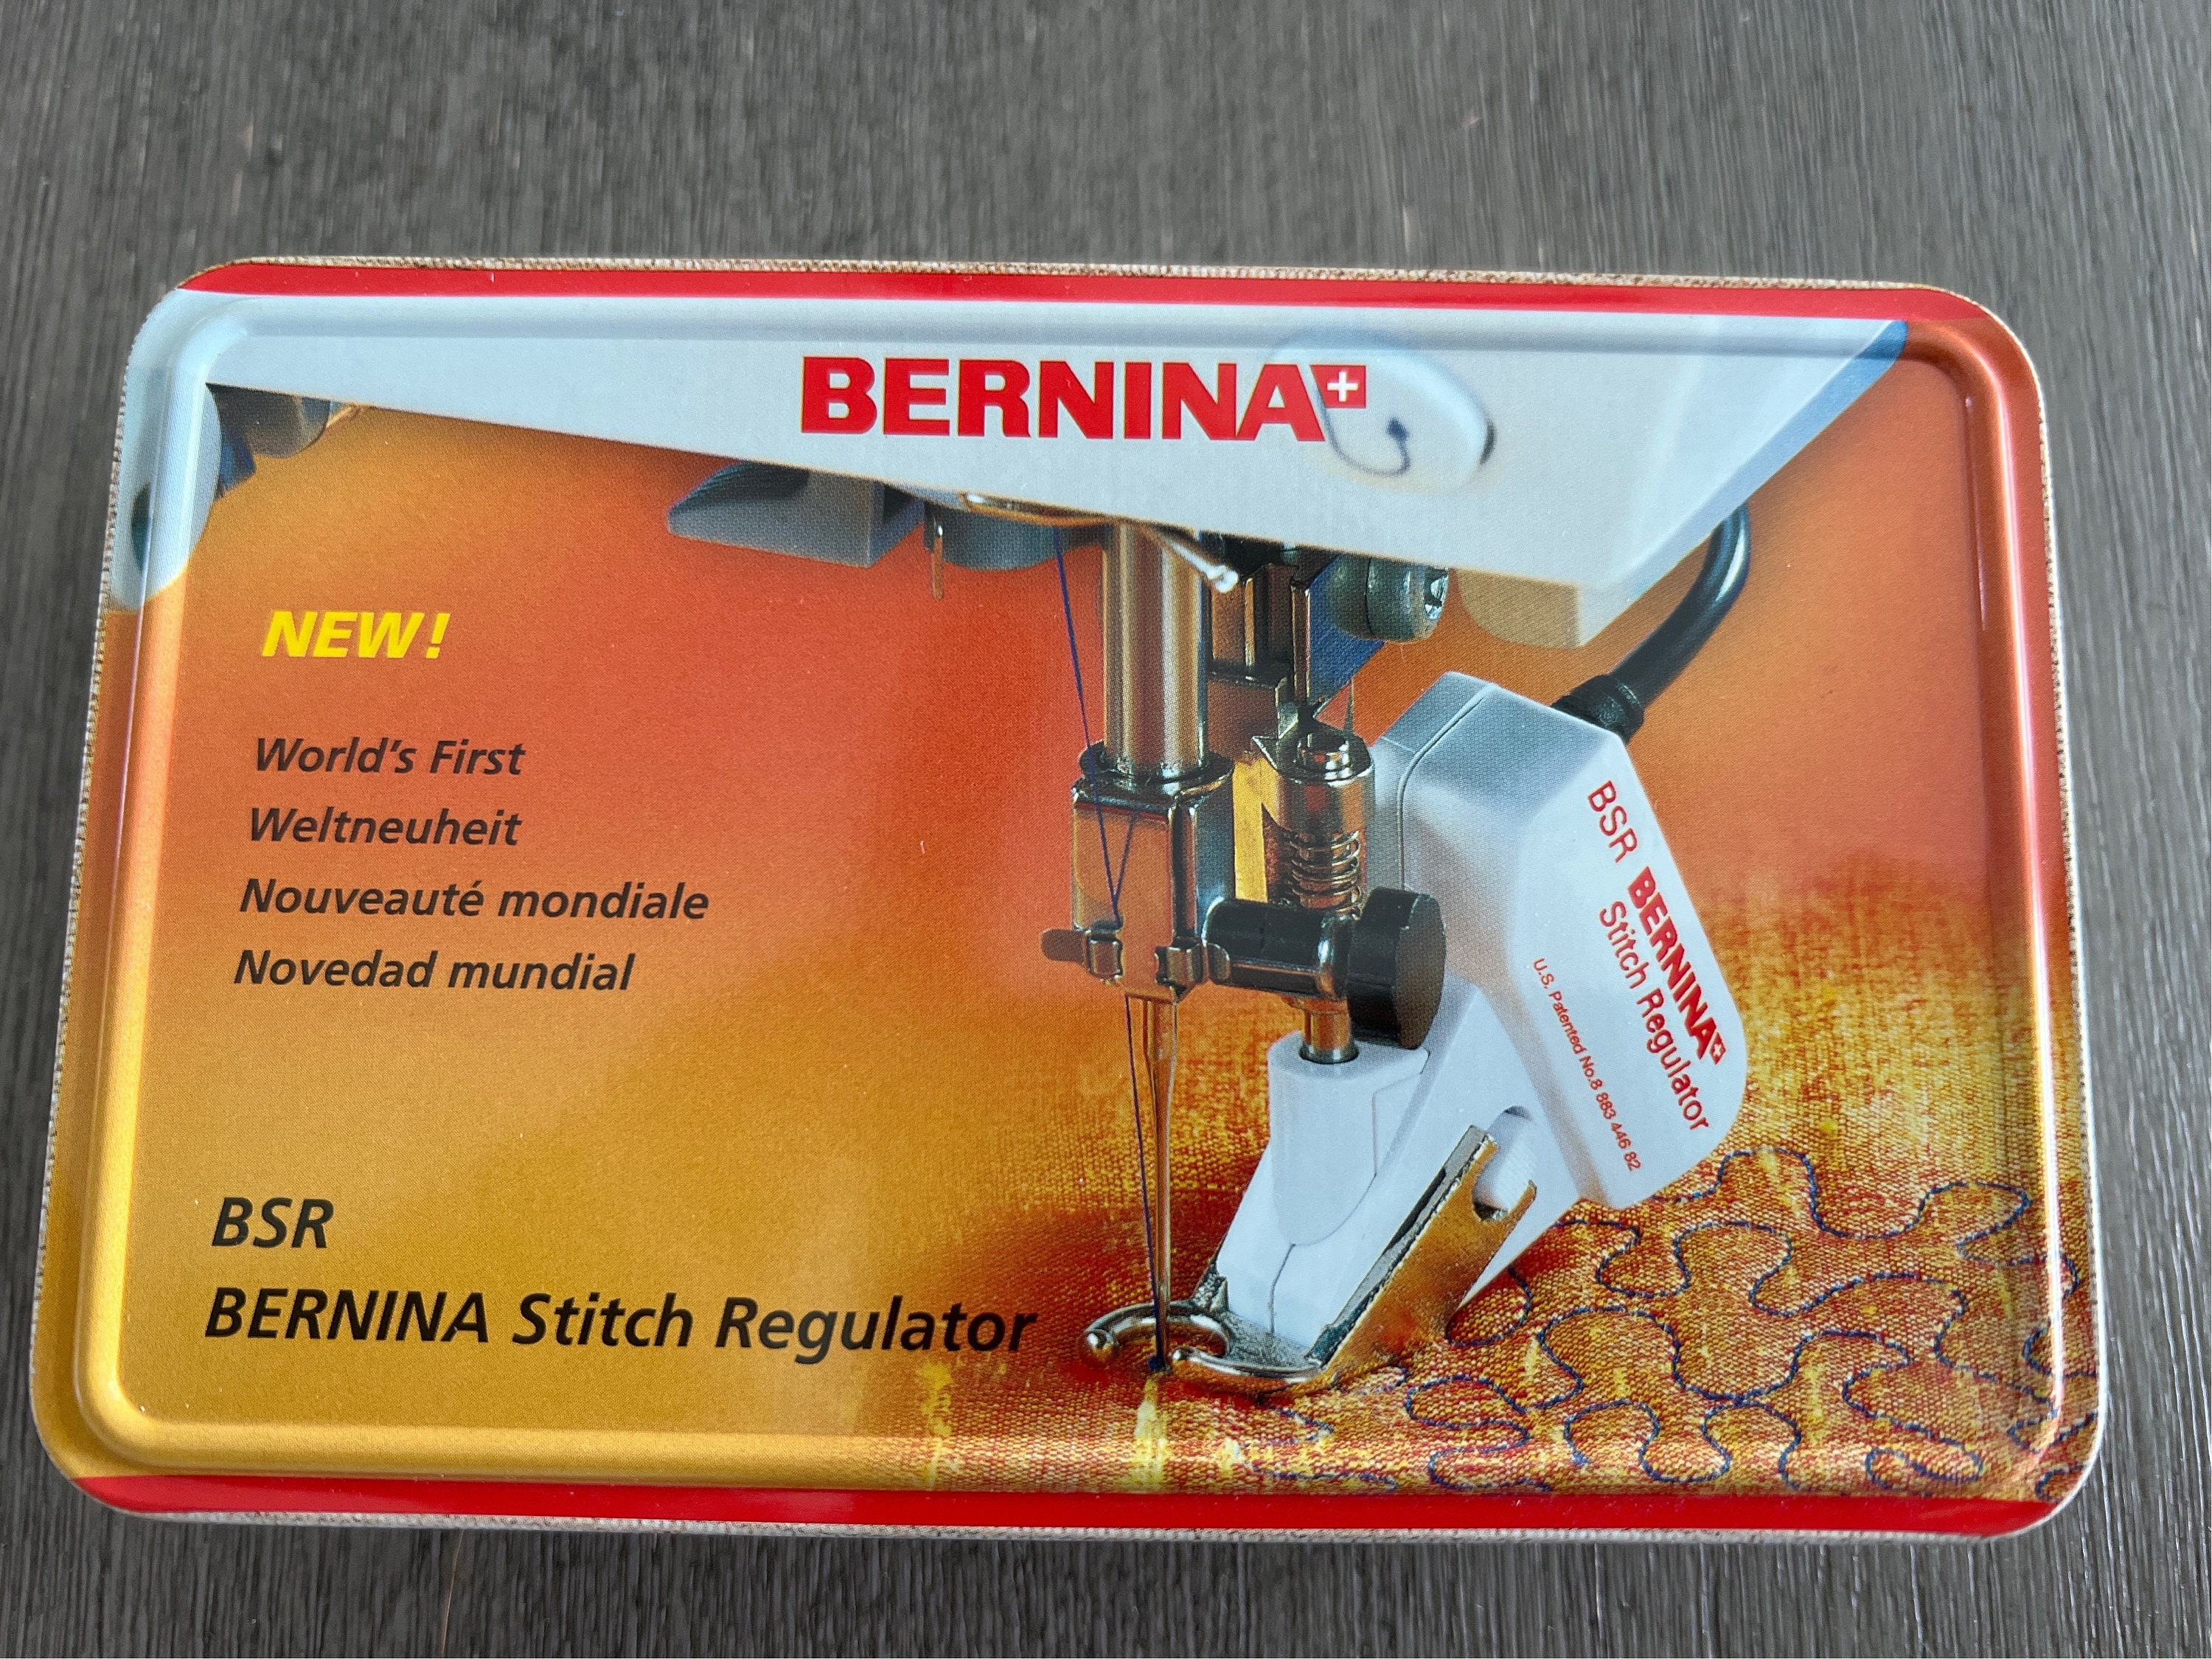 BERNINA+
NEW!
World's First
Weltneuheit
Nouveauté mondiale
Novedad mundial
BSR
BERNINA Stitch Regulator
BSR BERNINA+
Stitch Regulator
U.S. Patented No.8 883 446 82